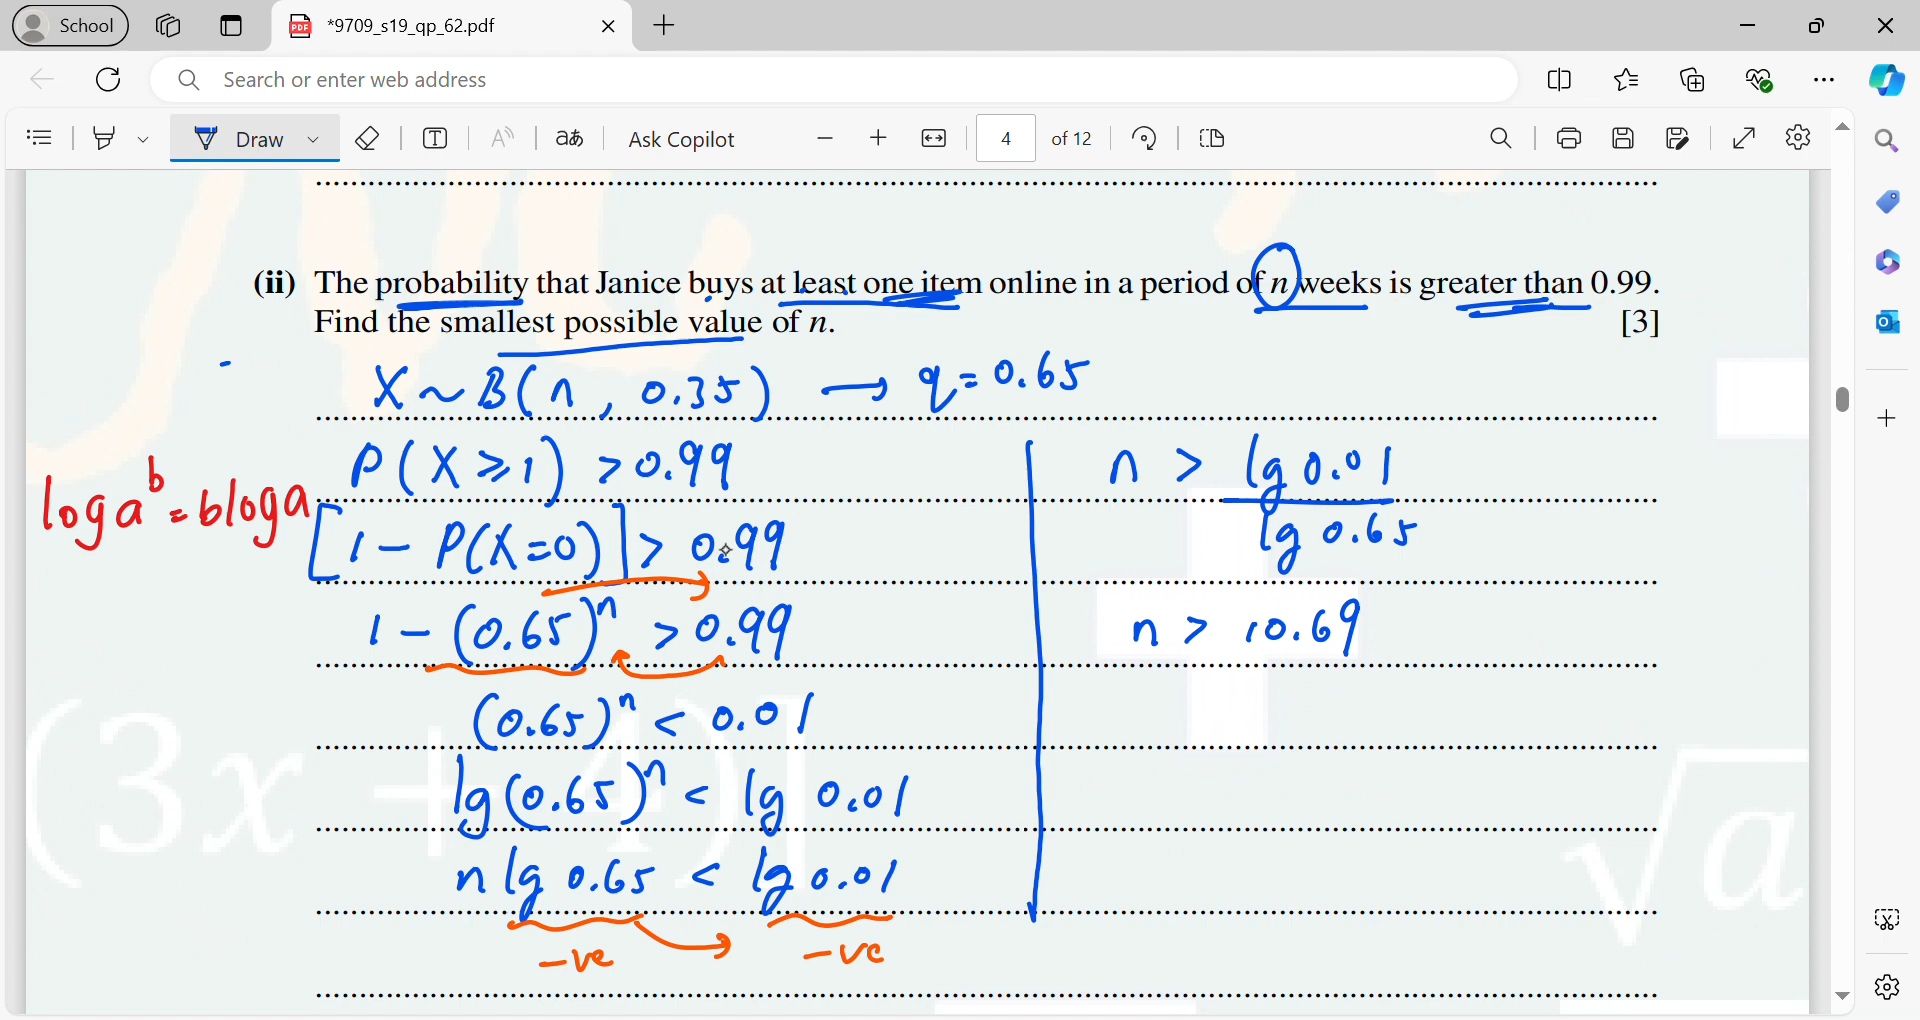 School
*9709_s19_qp_62.pdf
Search or enter web address
Draw
Ask Copilot
4 of 12
(ii) The probability that Janice buys at least one item online in a period of n weeks is greater than 0.99.
Find the smallest possible value of n. [3]
X ~ B(n, 0.35) → q = 0.65
P(X ⩾ 1) > 0.99
log a^b = b log a
[1 − P(X=0)] > 0.99
1 − (0.65)^n > 0.99
(0.65)^n < 0.01
lg(0.65)^n < lg 0.01
n lg 0.65 < lg 0.01
−ve −ve
n > lg 0.01 / lg 0.65
n > 10.69
(3x + 4)]
√a